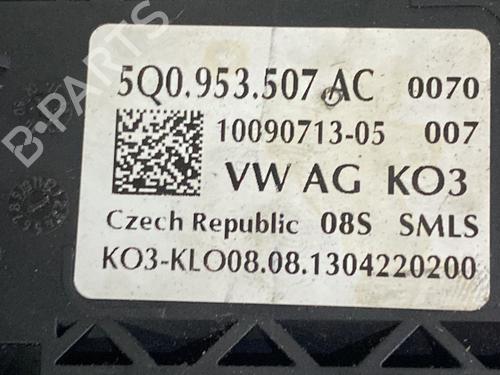 B-PARTS
5Q0.953.507 AC 0070
10090713-05 007
VW AG KO3
Czech Republic 08S SMLS
KO3-KLO08.08.1304220200